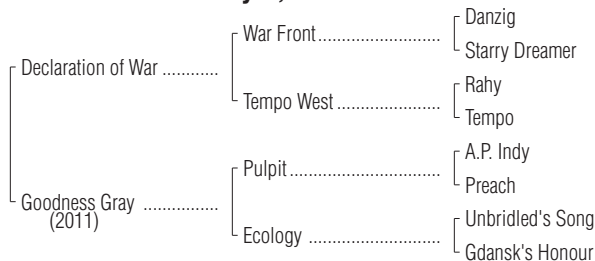 Danzig
War Front..............................
Starry Dreamer
Declaration of War ............
Rahy
Tempo West .........................
Tempo
A.P. Indy
Pulpit.....................................
Preach
Goodness Gray ................
(2011)
Unbridled's Song
Ecology ................................
Gdansk's Honour